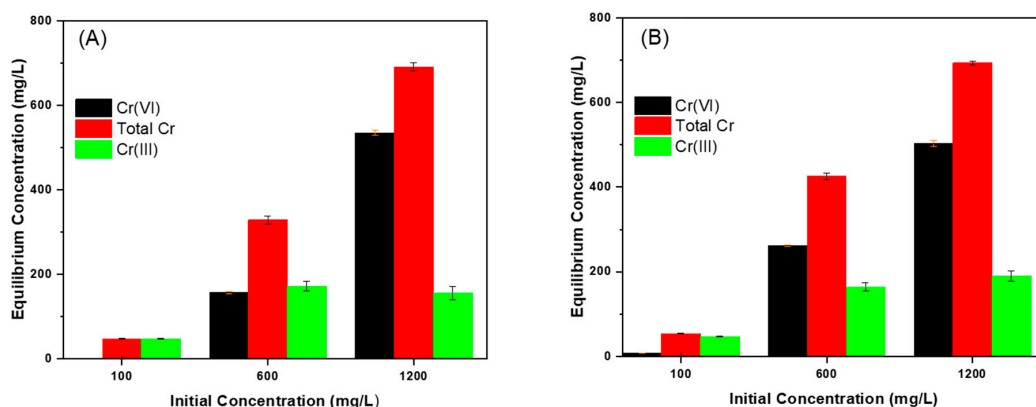 (A)
Equilibrium Concentration (mg/L)
800
600
400
200
0
Cr(VI)
Total Cr
Cr(III)
100
600
1200
Initial Concentration (mg/L)
(B)
Equilibrium Concentration (mg/L)
800
600
400
200
0
Cr(VI)
Total Cr
Cr(III)
100
600
1200
Initial Concentration (mg/L)